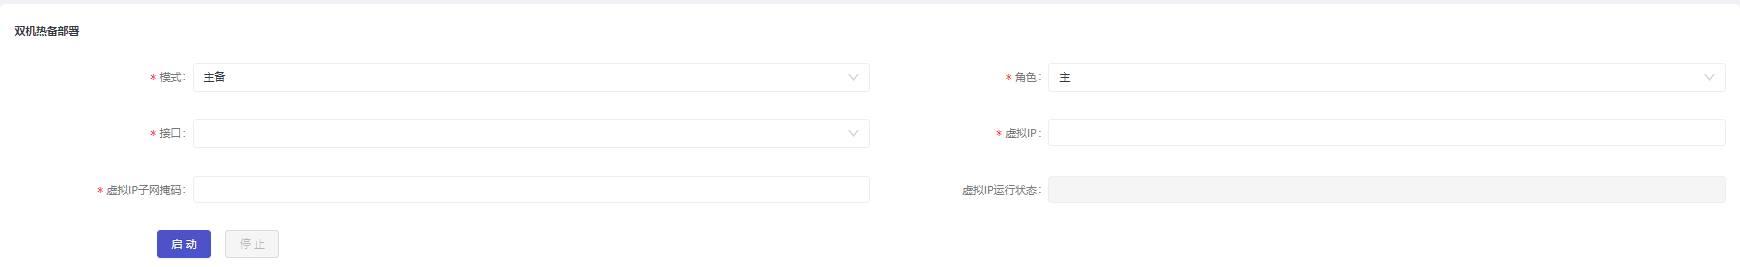 双机热备部署
* 模式: 主备
* 角色: 主
* 接口:
* 虚拟IP:
* 虚拟IP子网掩码:
虚拟IP运行状态:
启动 停止